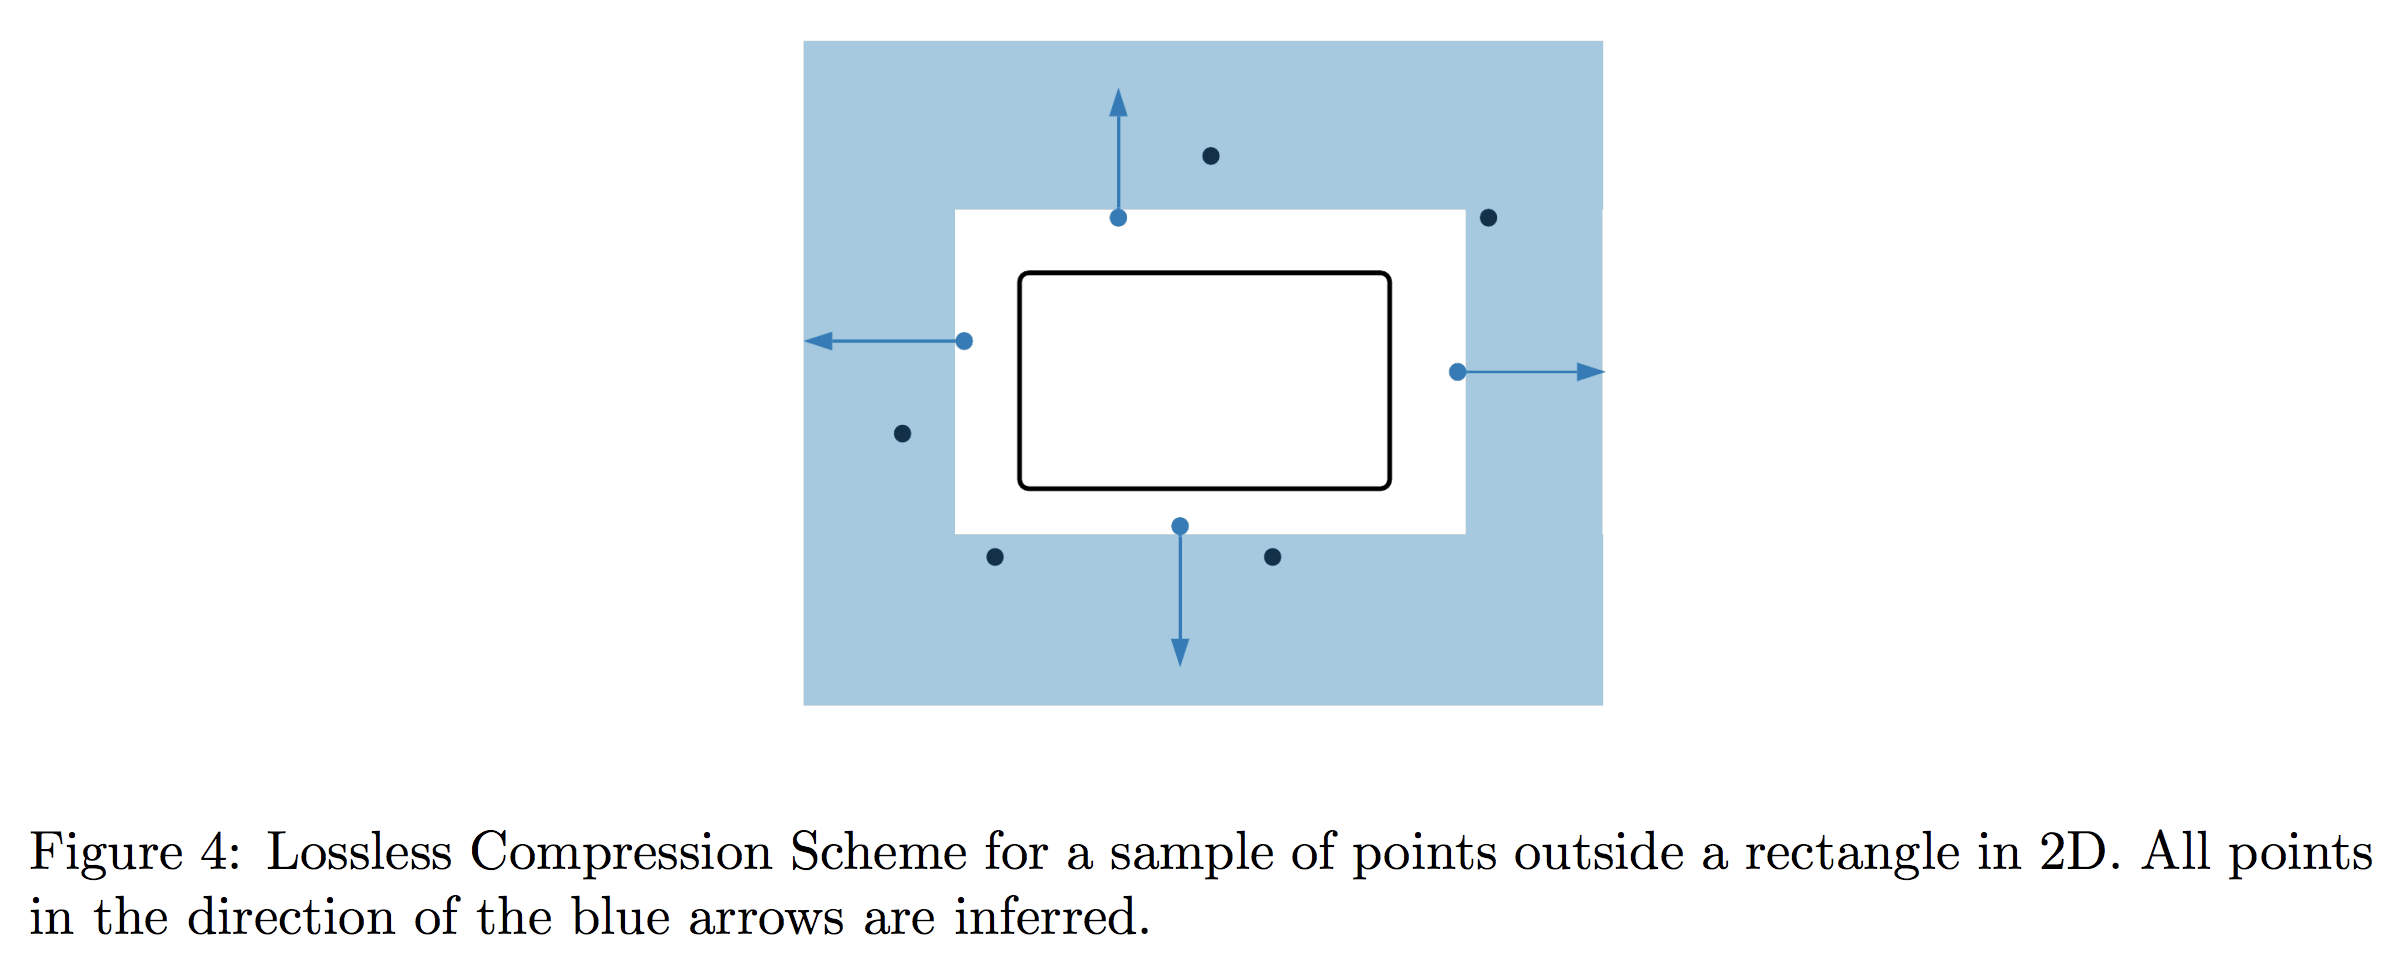 Figure 4: Lossless Compression Scheme for a sample of points outside a rectangle in 2D. All points
in the direction of the blue arrows are inferred.